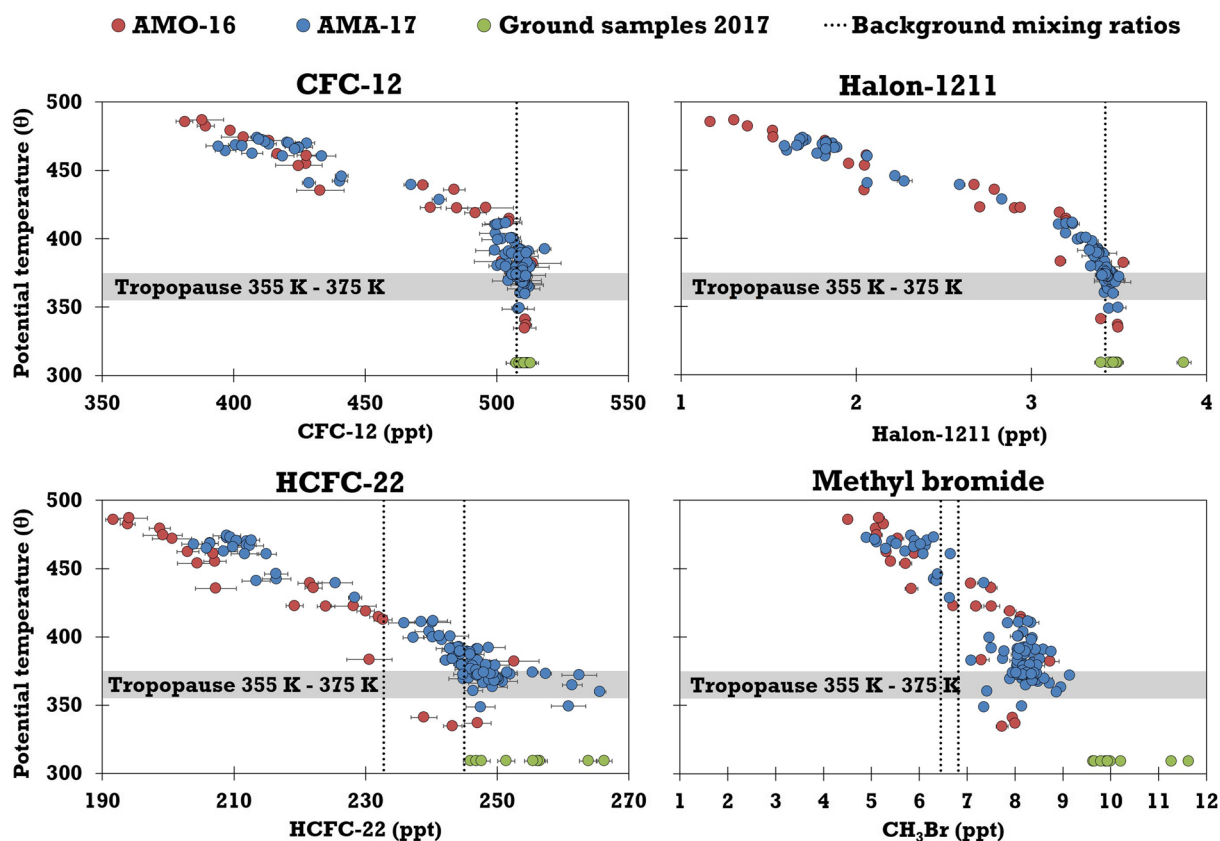 AMO-16 AMA-17 Ground samples 2017 Background mixing ratios
CFC-12 Halon-1211
Potential temperature (θ)
500
450
400
350
300
Tropopause 355 K - 375 K
350 400 450 500 550
CFC-12 (ppt)
Tropopause 355 K - 375 K
1 2 3 4
Halon-1211 (ppt)
HCFC-22 Methyl bromide
Potential temperature (θ)
500
450
400
350
300
Tropopause 355 K - 375 K
190 210 230 250 270
HCFC-22 (ppt)
Tropopause 355 K - 375 K
1 2 3 4 5 6 7 8 9 10 11 12
CH₃Br (ppt)